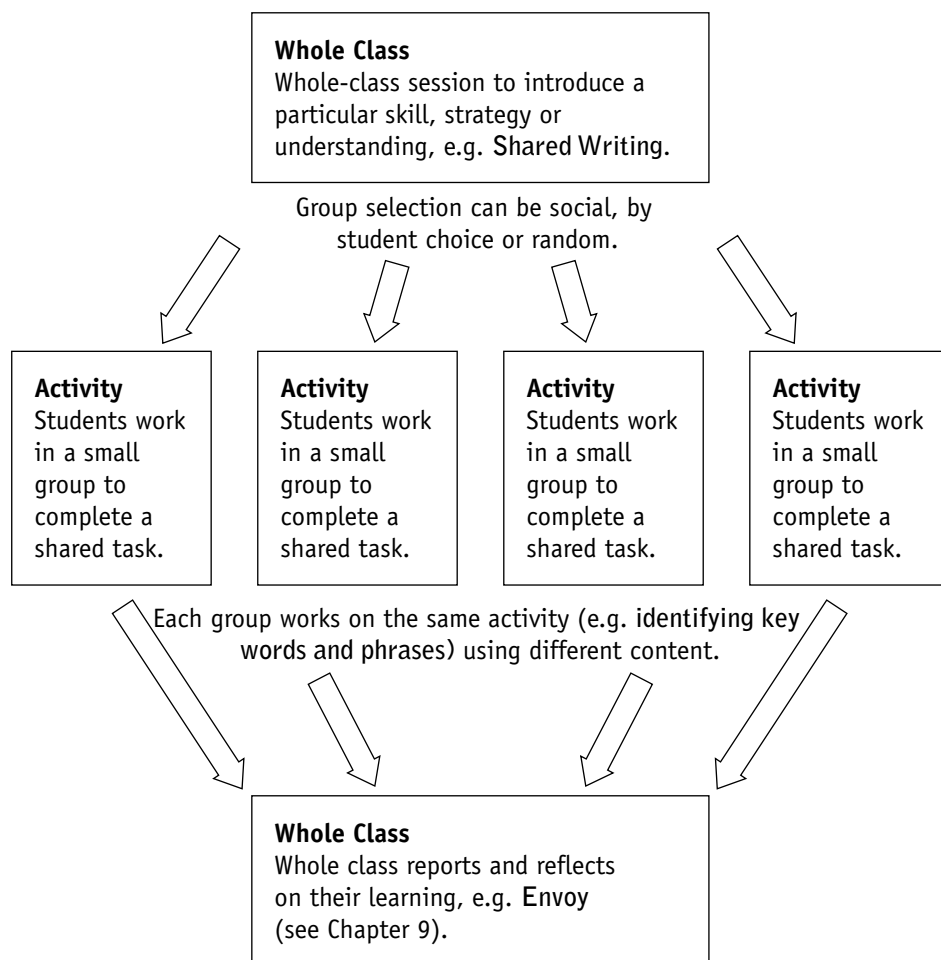 Whole Class
Whole-class session to introduce a
particular skill, strategy or
understanding, e.g. Shared Writing.
Group selection can be social, by
student choice or random.
Activity
Students work
in a small
group to
complete a
shared task.
Activity
Students work
in a small
group to
complete a
shared task.
Activity
Students work
in a small
group to
complete a
shared task.
Activity
Students work
in a small
group to
complete a
shared task.
Each group works on the same activity (e.g. identifying key
words and phrases) using different content.
Whole Class
Whole class reports and reflects
on their learning, e.g. Envoy
(see Chapter 9).